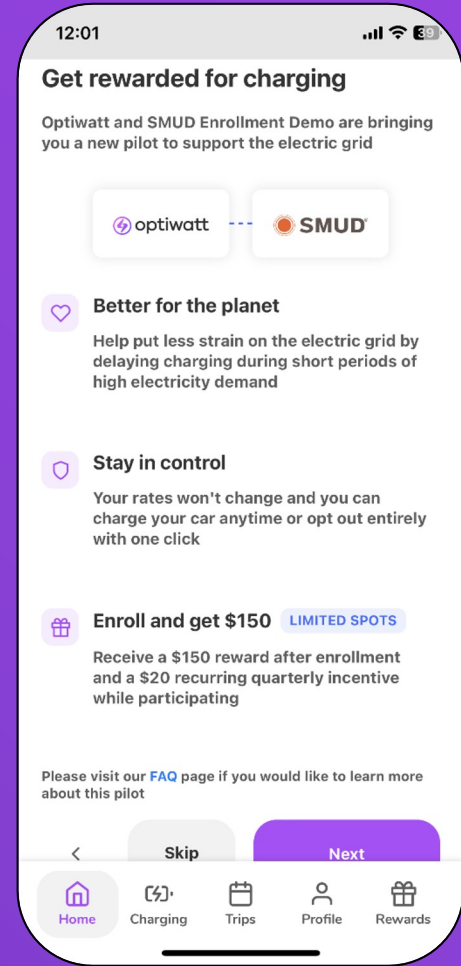 12:01
39
Get rewarded for charging
Optiwatt and SMUD Enrollment Demo are bringing
you a new pilot to support the electric grid
optiwatt
SMUD
Better for the planet
Help put less strain on the electric grid by
delaying charging during short periods of
high electricity demand
Stay in control
Your rates won't change and you can
charge your car anytime or opt out entirely
with one click
Enroll and get $150 LIMITED SPOTS
Receive a $150 reward after enrollment
and a $20 recurring quarterly incentive
while participating
Please visit our FAQ page if you would like to learn more
about this pilot
Skip
Next
Home
Charging
Trips
Profile
Rewards